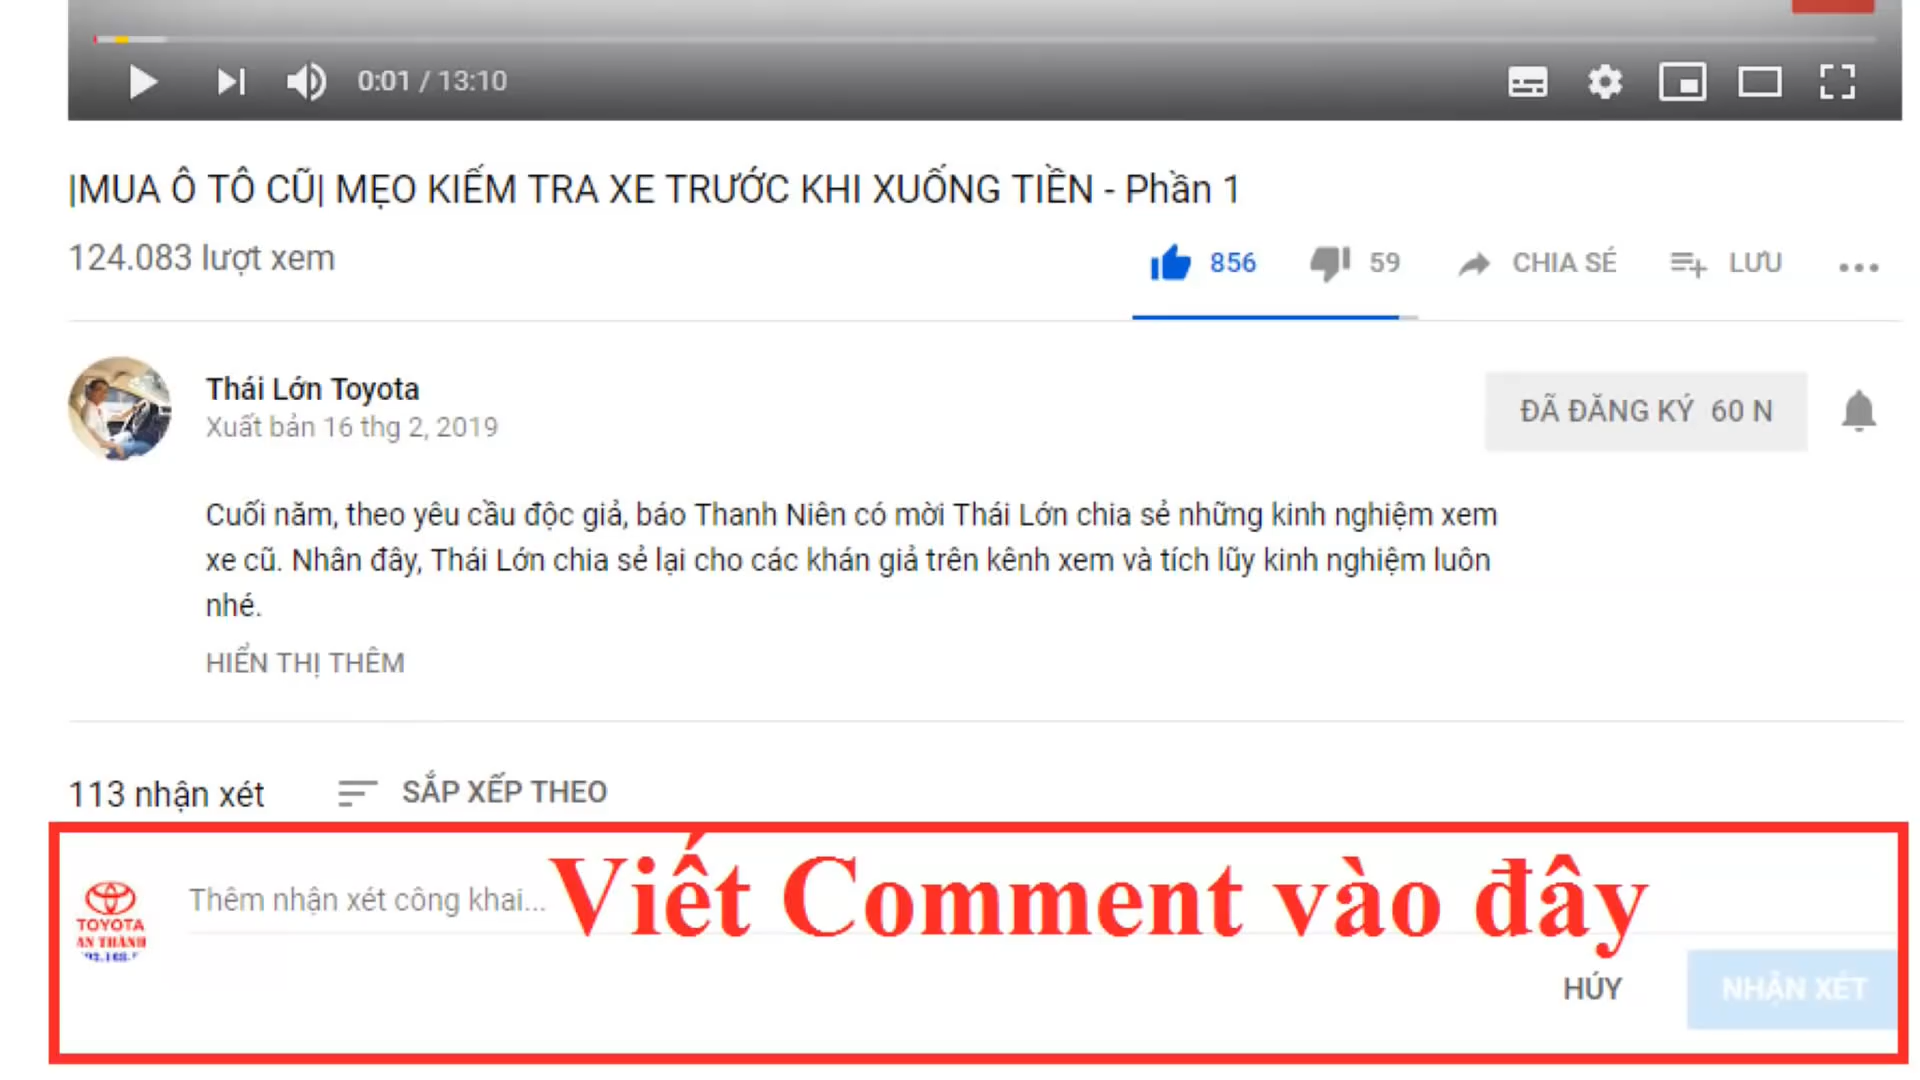 0:01 / 13:10
|MUA Ô TÔ CŨ| MẸO KIỂM TRA XE TRƯỚC KHI XUỐNG TIỀN - Phần 1
124.083 lượt xem
856
59
CHIA SẺ
LƯU
Thái Lớn Toyota
Xuất bản 16 thg 2, 2019
ĐÃ ĐĂNG KÝ 60 N
Cuối năm, theo yêu cầu độc giả, báo Thanh Niên có mời Thái Lớn chia sẻ những kinh nghiệm xem
xe cũ. Nhân đây, Thái Lớn chia sẻ lại cho các khán giả trên kênh xem và tích lũy kinh nghiệm luôn
nhé.
HIỂN THỊ THÊM
113 nhận xét
SẮP XẾP THEO
Thêm nhận xét công khai...
Viết Comment vào đây
TOYOTA
AN THÀNH
HỦY
NHẬN XÉT